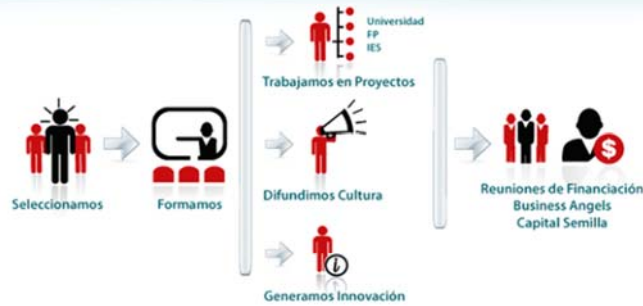 Seleccionamos
Formamos
Universidad
FP
IES
Trabajamos en Proyectos
Difundimos Cultura
i
Generamos Innovación
$
Reuniones de Financiación
Business Angels
Capital Semilla